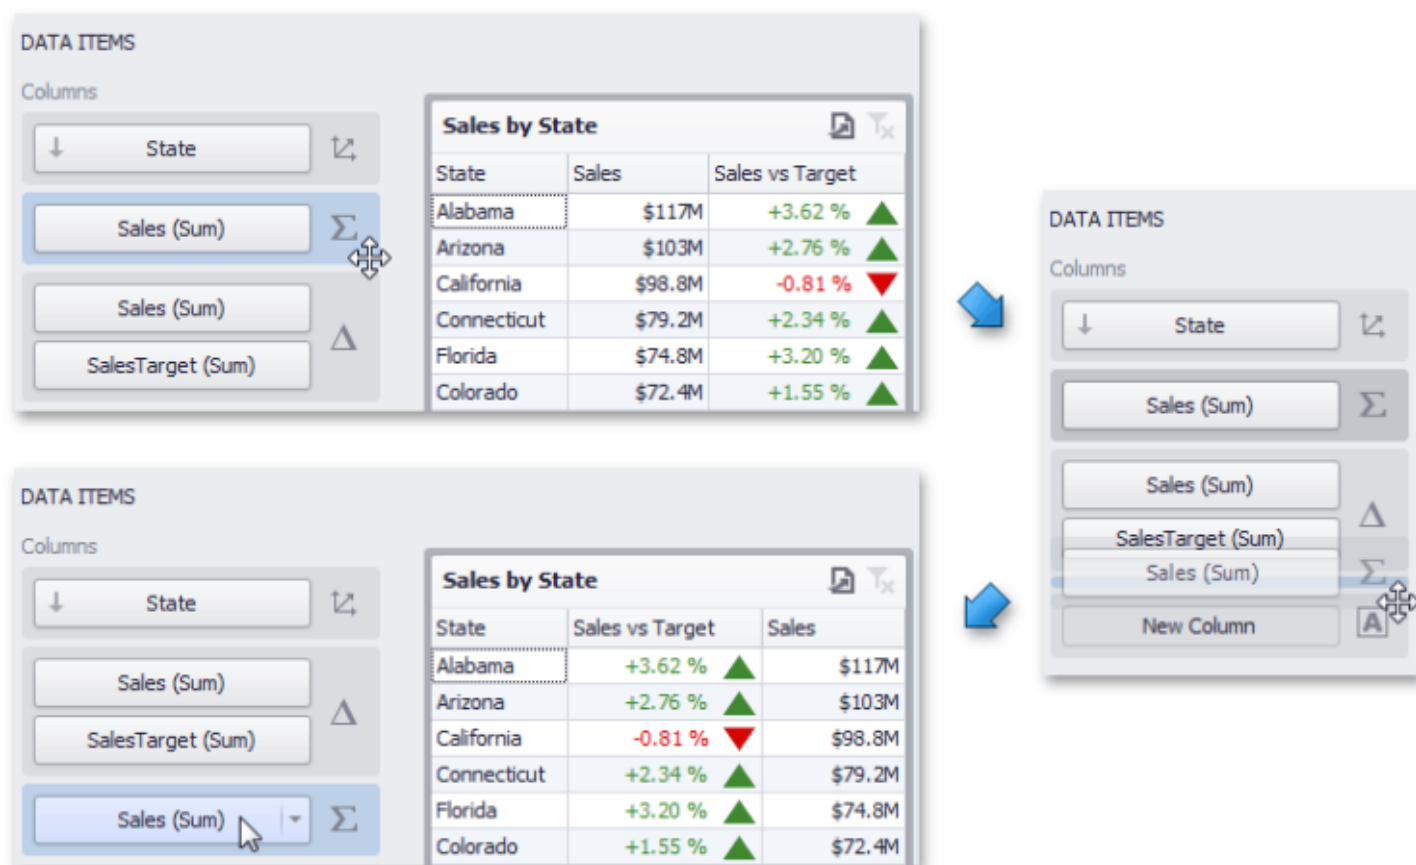 DATA ITEMS
Columns
State
Sales (Sum)
Sales (Sum)
SalesTarget (Sum)
Sales by State
State Sales Sales vs Target
Alabama $117M +3.62 %
Arizona $103M +2.76 %
California $98.8M -0.81 %
Connecticut $79.2M +2.34 %
Florida $74.8M +3.20 %
Colorado $72.4M +1.55 %
DATA ITEMS
Columns
State
Sales (Sum)
Sales (Sum)
SalesTarget (Sum)
Sales (Sum)
New Column
A
DATA ITEMS
Columns
State
Sales (Sum)
SalesTarget (Sum)
Sales (Sum)
Sales by State
State Sales vs Target Sales
Alabama +3.62 % $117M
Arizona +2.76 % $103M
California -0.81 % $98.8M
Connecticut +2.34 % $79.2M
Florida +3.20 % $74.8M
Colorado +1.55 % $72.4M